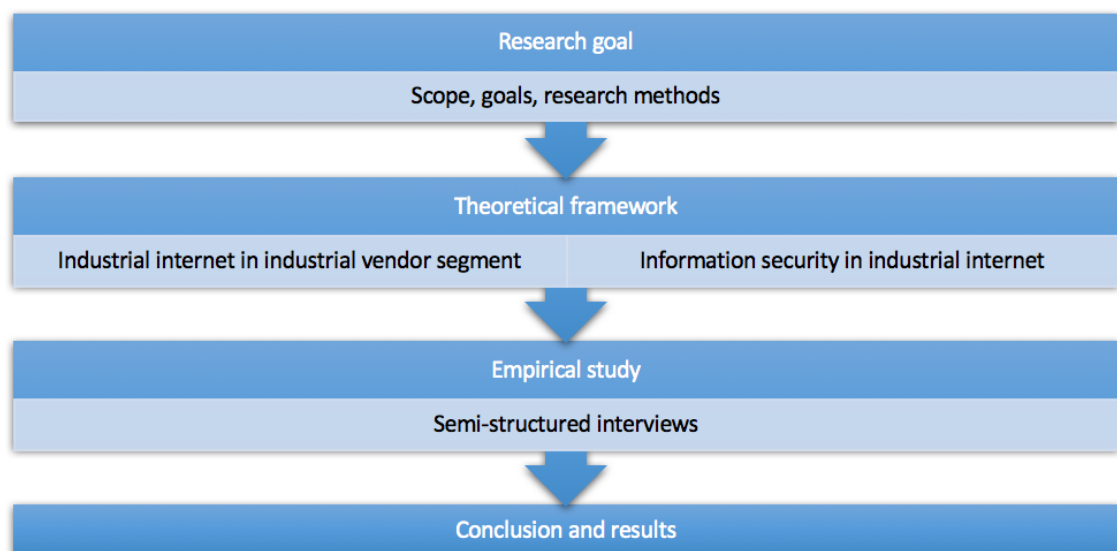 Research goal
Scope, goals, research methods
Theoretical framework
Industrial internet in industrial vendor segment
Information security in industrial internet
Empirical study
Semi-structured interviews
Conclusion and results